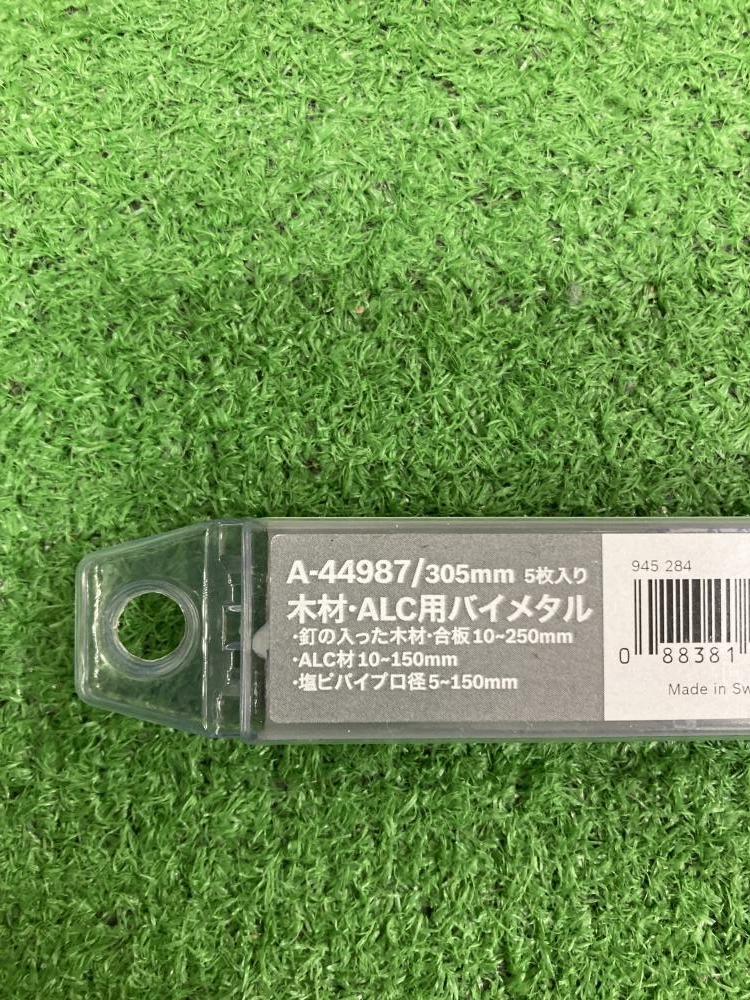 A-44987/305mm 5枚入り
木材・ALC用バイメタル
・釘の入った木材・合板10~250mm
・ALC材10~150mm
・塩ビパイプ口径5~150mm
945 284
0 88381
Made in Sw